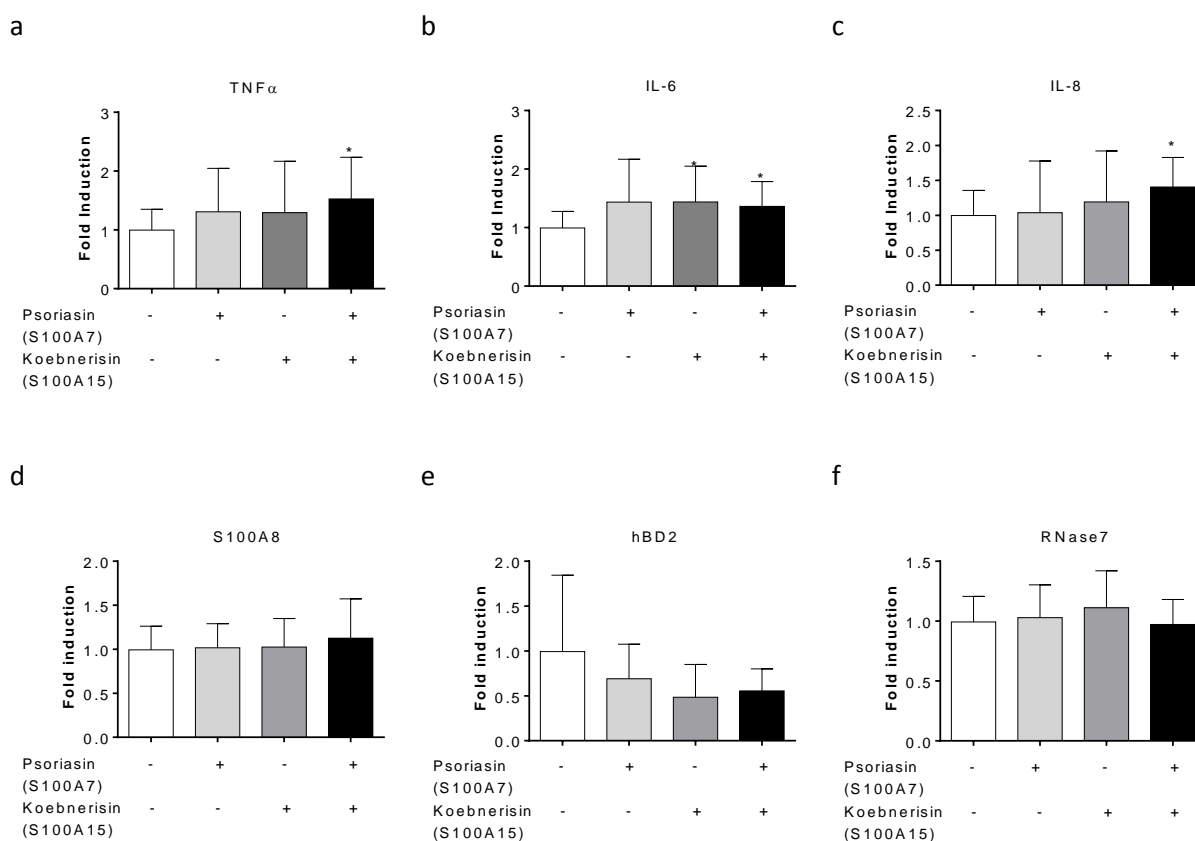 a
TNFα
3
2
1
0
Fold Induction
*
Psoriasin - + - +
(S100A7)
Koebnerisin - - + +
(S100A15)
b
IL-6
3
2
1
0
Fold Induction
* *
- + - +
- - + +
c
IL-8
2.5
2.0
1.5
1.0
0.5
0.0
Fold Induction
*
Psoriasin - + - +
(S100A7)
Koebnerisin - - + +
(S100A15)
d
S100A8
2.0
1.5
1.0
0.5
0.0
Fold induction
Psoriasin - + - +
(S100A7)
Koebnerisin - - + +
(S100A15)
e
hBD2
2.0
1.5
1.0
0.5
0.0
Fold induction
Psoriasin - + - +
(S100A7)
Koebnerisin - - + +
(S100A15)
f
RNase7
1.5
1.0
0.5
0.0
Fold induction
Psoriasin - + - +
(S100A7)
Koebnerisin - - + +
(S100A15)